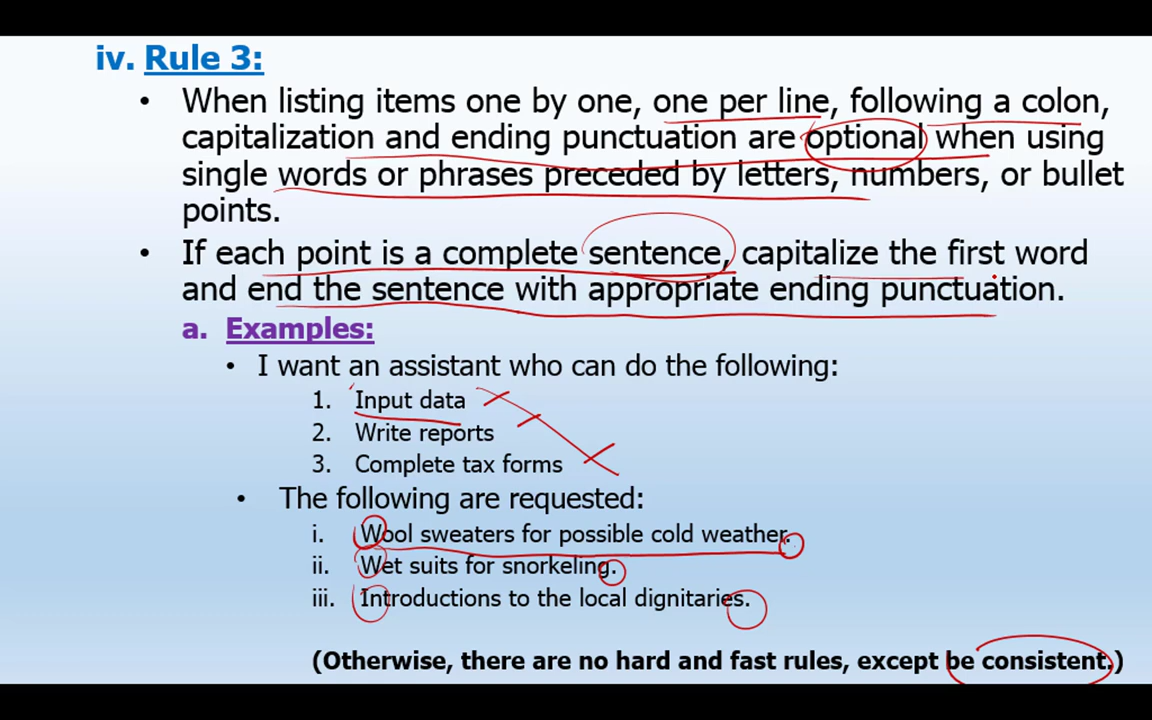 iv. Rule 3:
• When listing items one by one, one per line, following a colon,
capitalization and ending punctuation are optional when using
single words or phrases preceded by letters, numbers, or bullet
points.
• If each point is a complete sentence, capitalize the first word
and end the sentence with appropriate ending punctuation.
a. Examples:
• I want an assistant who can do the following:
1. Input data
2. Write reports
3. Complete tax forms
• The following are requested:
i. Wool sweaters for possible cold weather.
ii. Wet suits for snorkeling.
iii. Introductions to the local dignitaries.
(Otherwise, there are no hard and fast rules, except be consistent.)